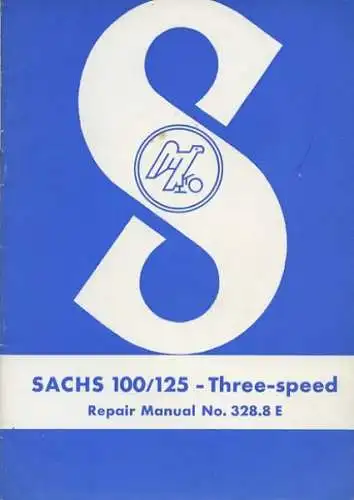 S
SACHS 100/125 - Three-speed
Repair Manual No. 328.8 E